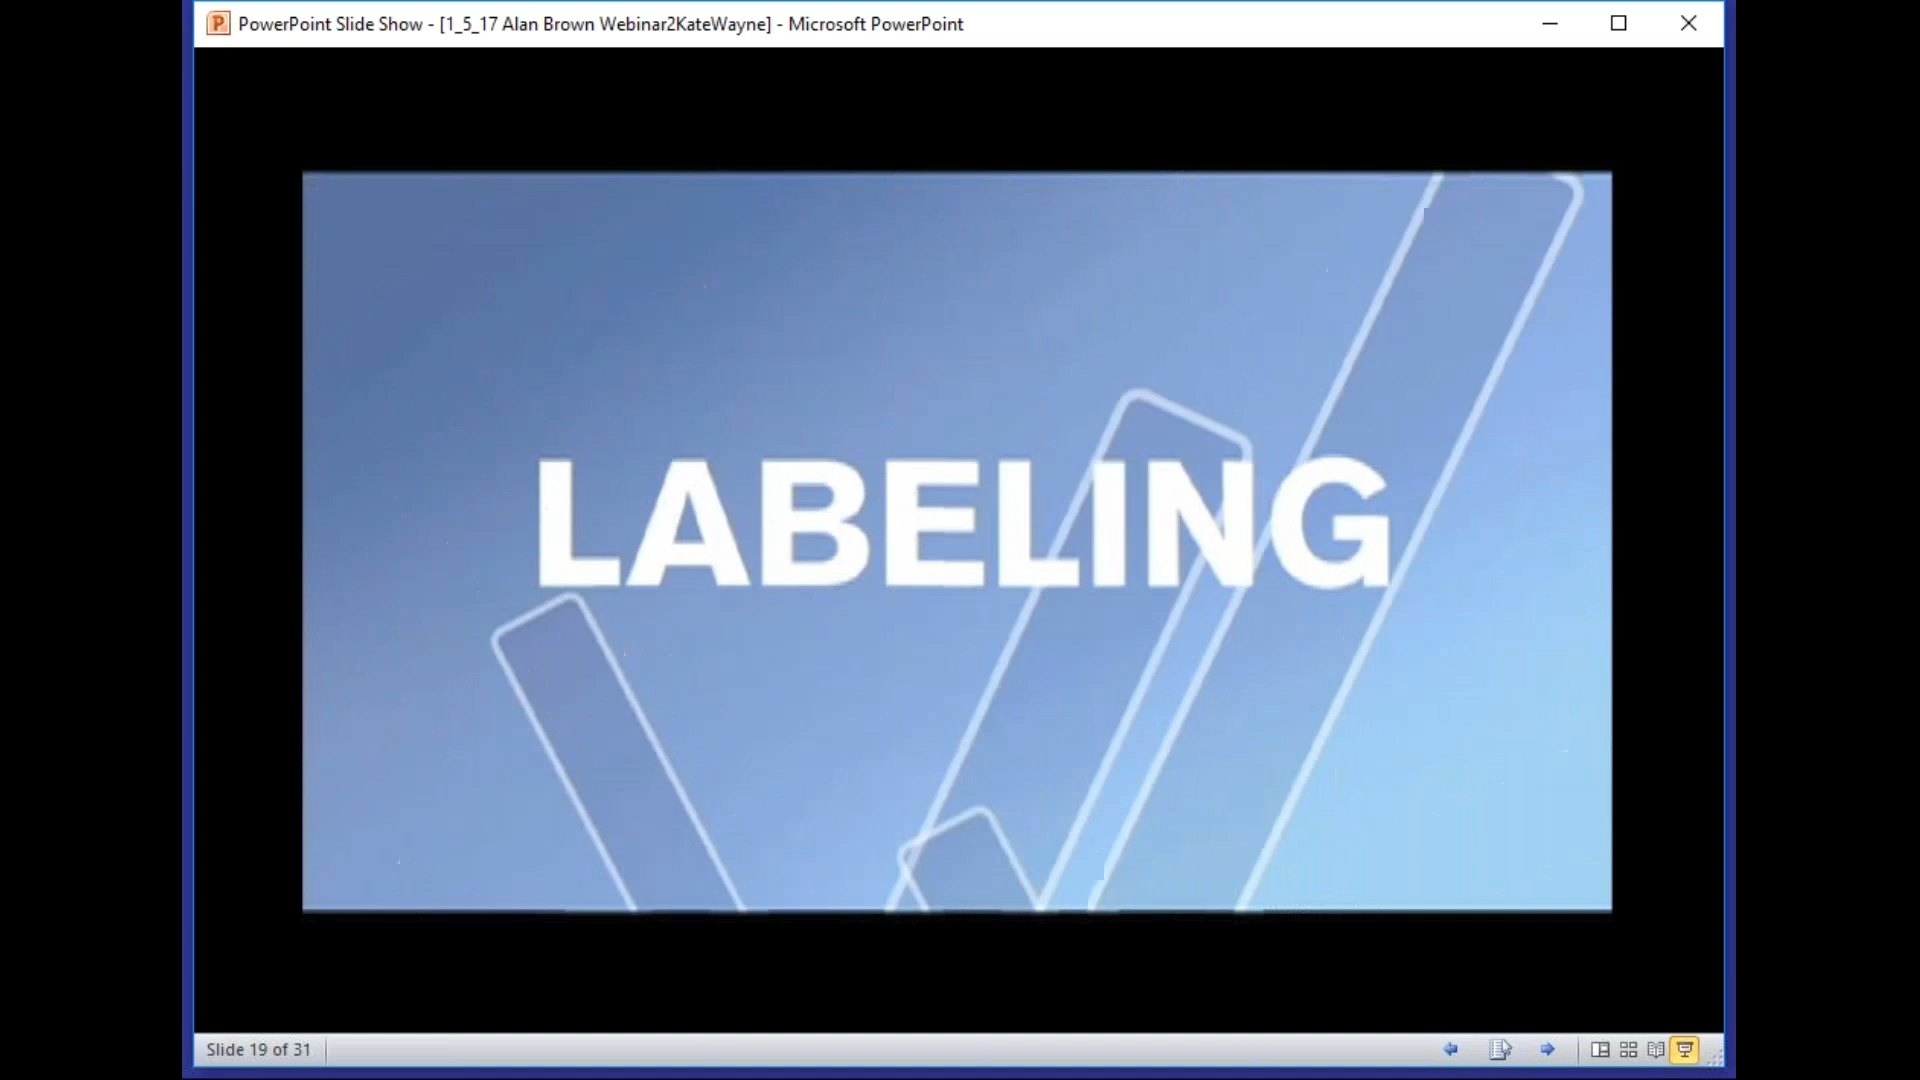 PowerPoint Slide Show - [1_5_17 Alan Brown Webinar2KateWayne] - Microsoft PowerPoint
LABELING
Slide 19 of 31